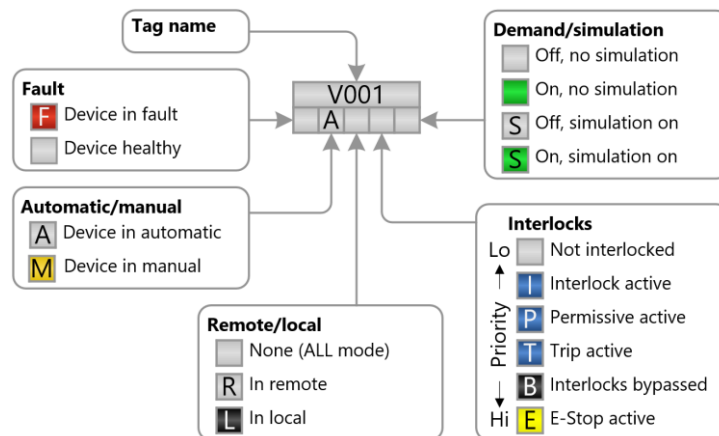 Tag name
V001
A
Fault
F Device in fault
Device healthy
Automatic/manual
A Device in automatic
M Device in manual
Remote/local
None (ALL mode)
R In remote
L In local
Demand/simulation
Off, no simulation
On, no simulation
S Off, simulation on
S On, simulation on
Interlocks
Lo
Priority
Hi
Not interlocked
I Interlock active
P Permissive active
T Trip active
B Interlocks bypassed
E E-Stop active